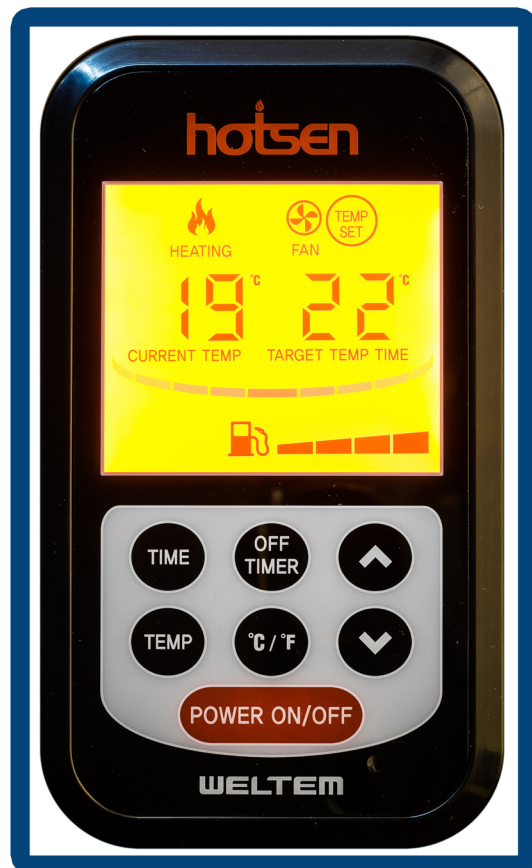 hotsen
TEMP
SET
HEATING FAN
19 °C 22 °C
CURRENT TEMP TARGET TEMP TIME
TIME
OFF
TIMER
TEMP
°C / °F
POWER ON/OFF
WELTEM